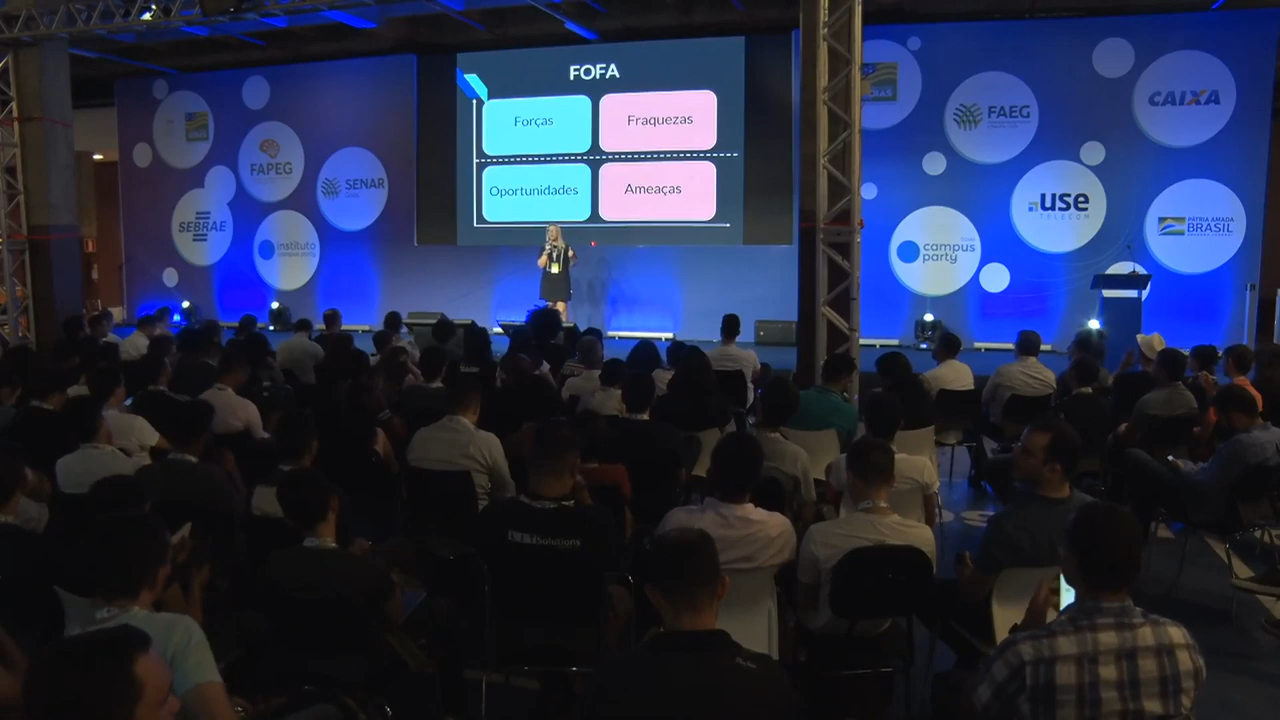 FOFA
Forças
Fraquezas
Oportunidades
Ameaças
FAPEG
SENAR
SEBRAE
instituto
campus party
FAEG
CAIXA
.use
TELECOM
PÁTRIA AMADA
BRASIL
campus
party
Solutions